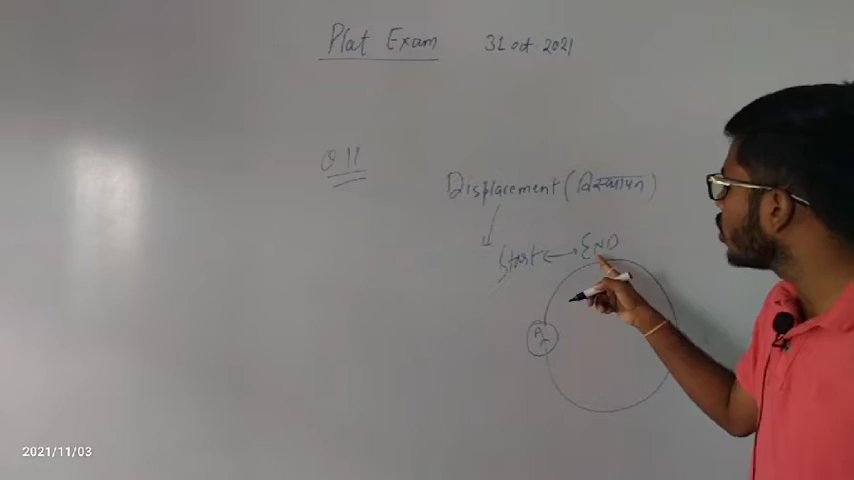 Plat Exam 31 oct 2021
Q 11
Displacement (विस्थापन)
Start ↔ END
A
2021/11/03